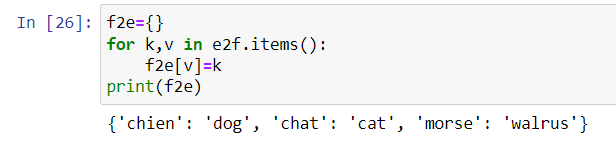 In [26]: f2e={}
for k,v in e2f.items():
    f2e[v]=k
print(f2e)
{'chien': 'dog', 'chat': 'cat', 'morse': 'walrus'}